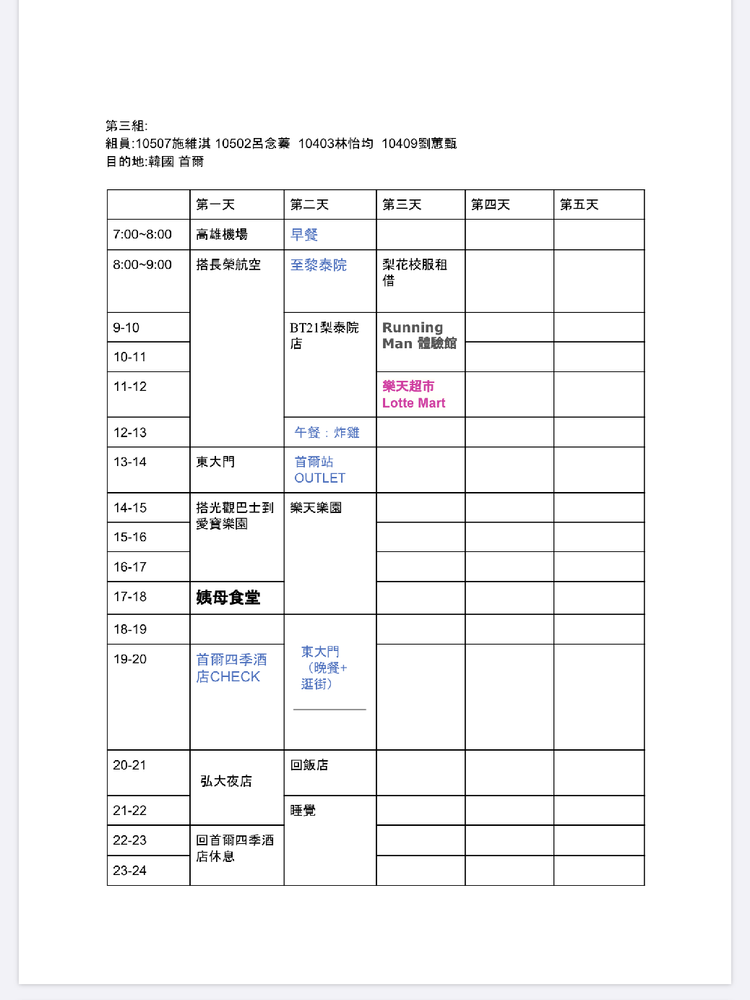 第三組:
組員:10507施維淇 10502呂念蓁 10403林怡均 10409劉蕙甄
目的地:韓國 首爾
第一天 第二天 第三天 第四天 第五天
7:00~8:00 高雄機場 早餐
8:00~9:00 搭長榮航空 至黎泰院 梨花校服租
借
9-10 BT21梨泰院 Running
店 Man 體驗館
10-11
11-12 樂天超市
Lotte Mart
12-13 午餐：炸雞
13-14 東大門 首爾站
OUTLET
14-15 搭光觀巴士到 樂天樂園
愛寶樂園
15-16
16-17
17-18 姨母食堂
18-19
19-20 首爾四季酒 東大門
店CHECK （晚餐+
逛街）
20-21 回飯店
弘大夜店
21-22 睡覺
22-23 回首爾四季酒
店休息
23-24